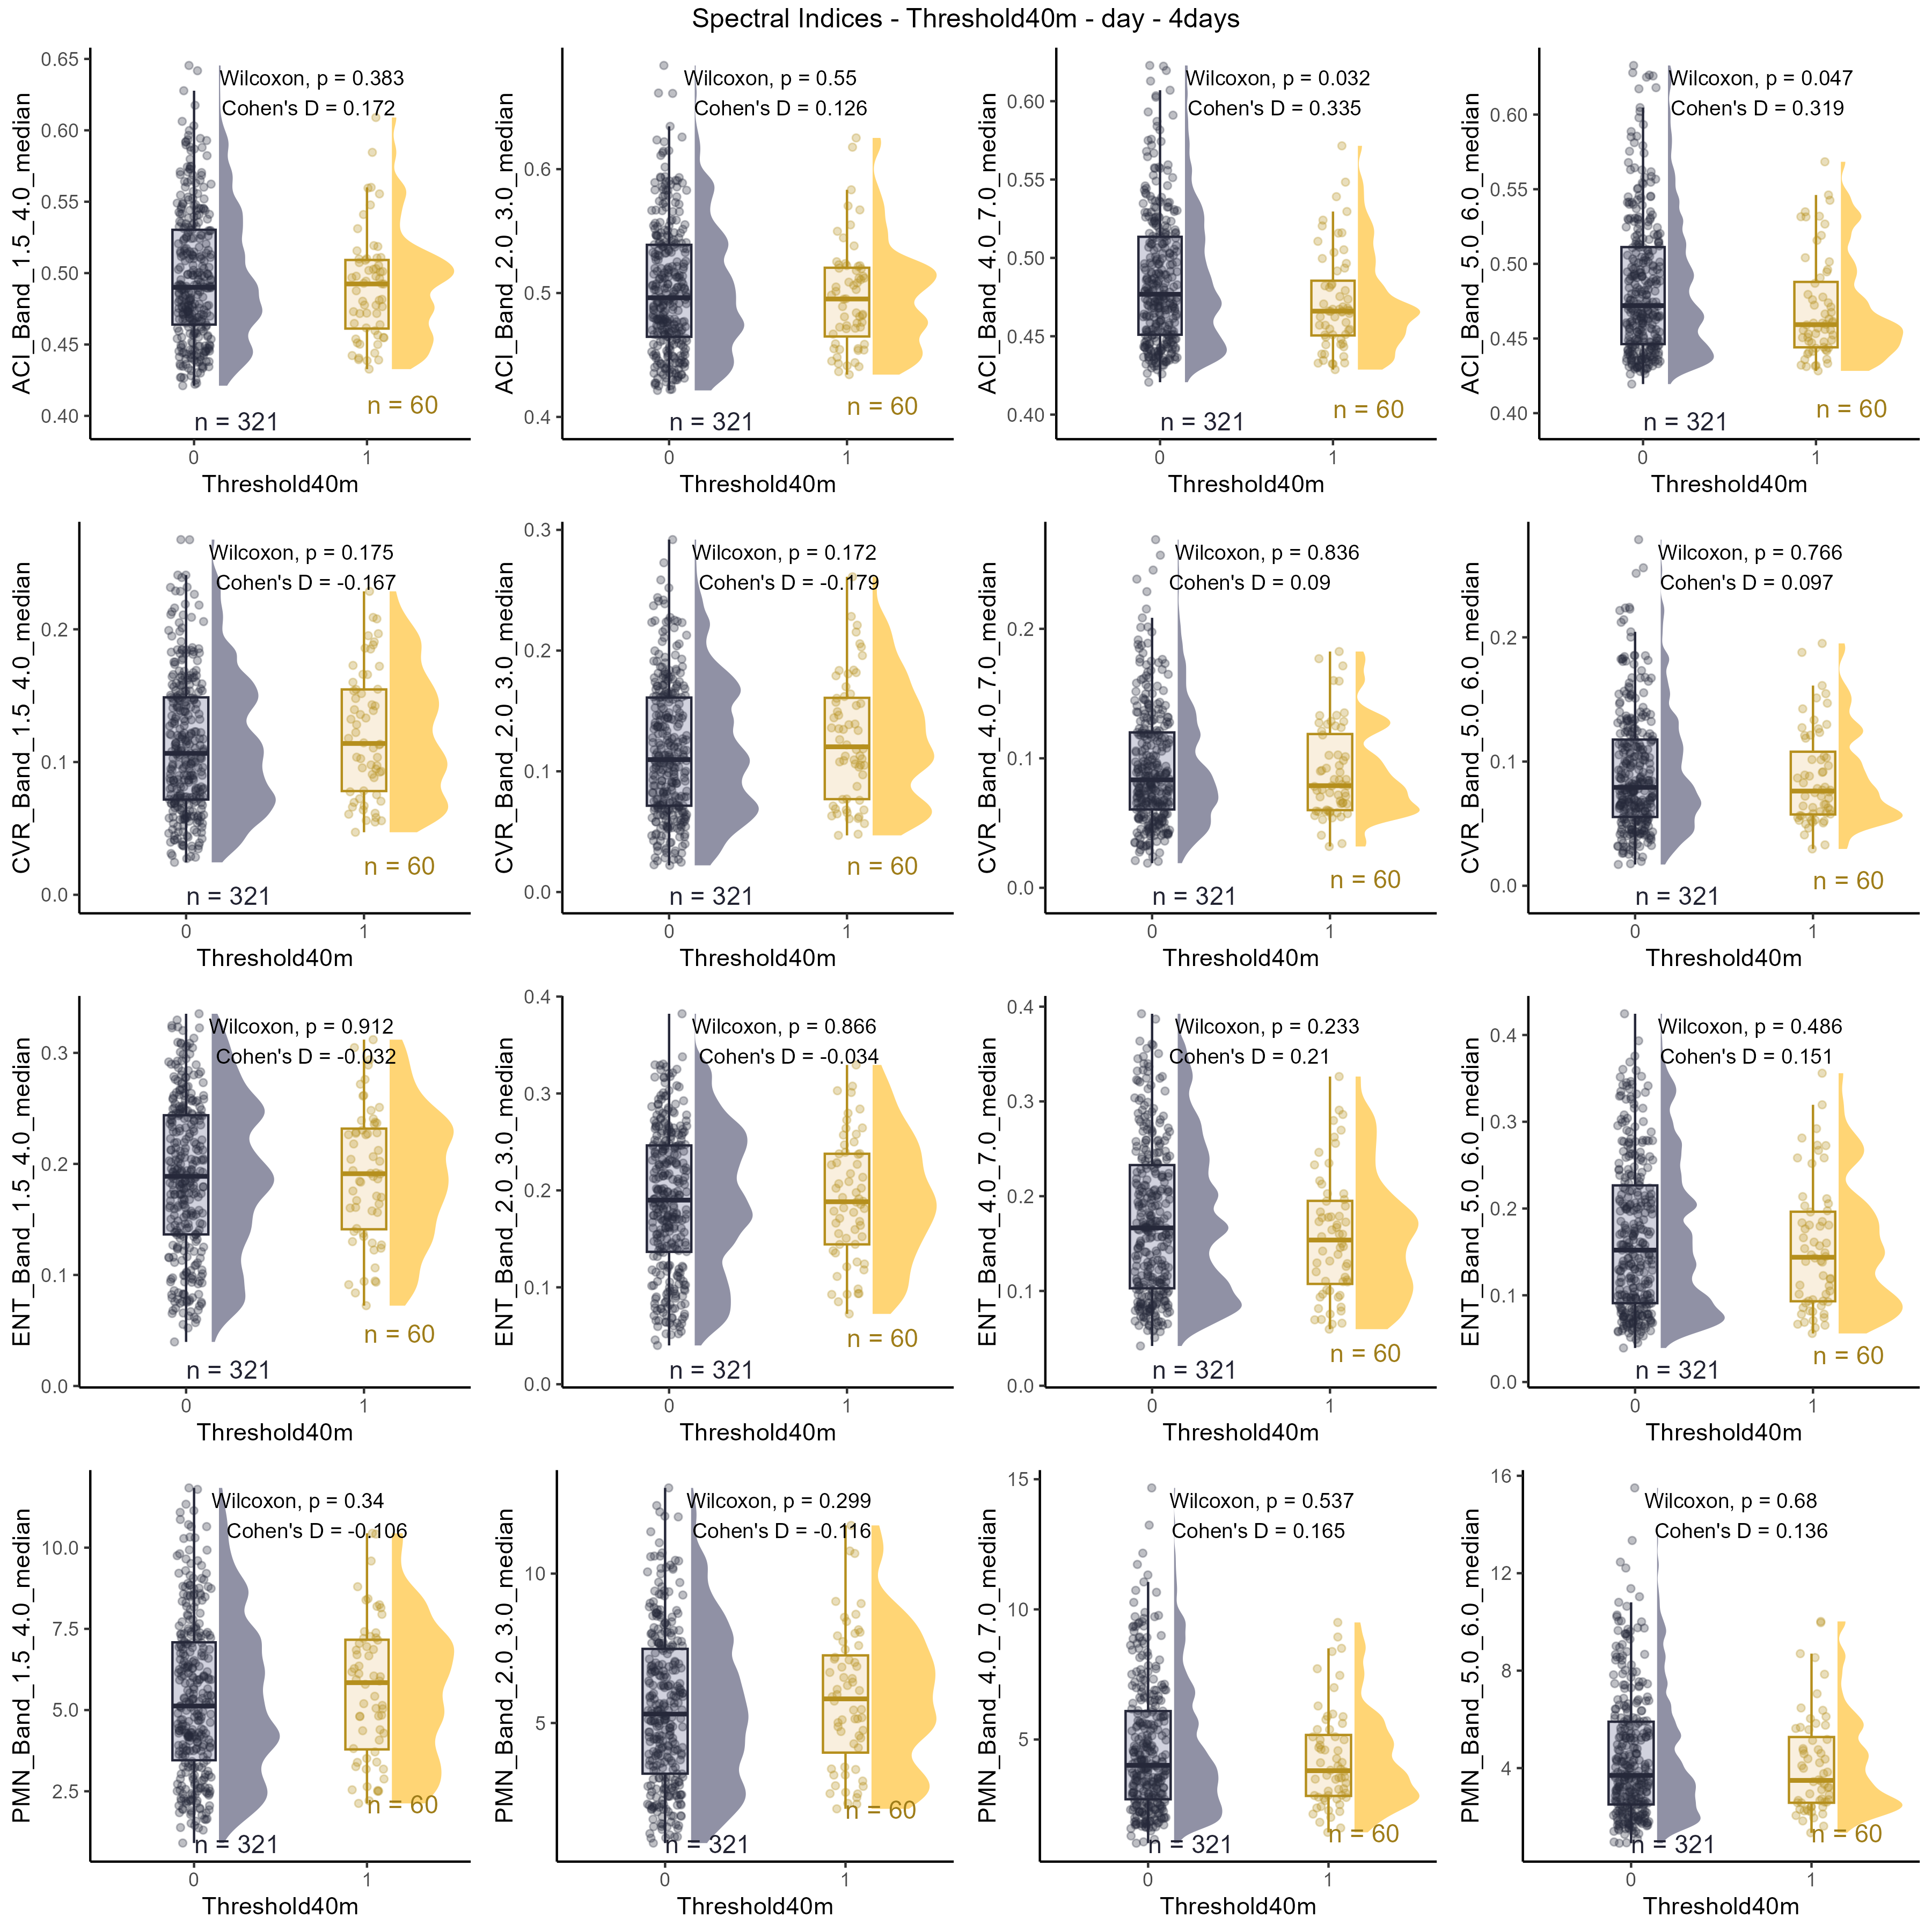 Spectral Indices - Threshold40m - day - 4days
ACI_Band_1.5_4.0_median
0.65
0.60
0.55
0.50
0.45
0.40
Wilcoxon, p = 0.383
Cohen's D = 0.172
n = 321
n = 60
0
1
Threshold40m
ACI_Band_2.0_3.0_median
0.6
0.5
0.4
Wilcoxon, p = 0.55
Cohen's D = 0.126
n = 321
n = 60
0
1
Threshold40m
ACI_Band_4.0_7.0_median
0.60
0.55
0.50
0.45
0.40
Wilcoxon, p = 0.032
Cohen's D = 0.335
n = 321
n = 60
0
1
Threshold40m
ACI_Band_5.0_6.0_median
0.60
0.55
0.50
0.45
0.40
Wilcoxon, p = 0.047
Cohen's D = 0.319
n = 321
n = 60
0
1
Threshold40m
CVR_Band_1.5_4.0_median
0.2
0.1
0.0
Wilcoxon, p = 0.175
Cohen's D = -0.167
n = 321
n = 60
0
1
Threshold40m
CVR_Band_2.0_3.0_median
0.3
0.2
0.1
0.0
Wilcoxon, p = 0.172
Cohen's D = -0.179
n = 321
n = 60
0
1
Threshold40m
CVR_Band_4.0_7.0_median
0.2
0.1
0.0
Wilcoxon, p = 0.836
Cohen's D = 0.09
n = 321
n = 60
0
1
Threshold40m
CVR_Band_5.0_6.0_median
0.2
0.1
0.0
Wilcoxon, p = 0.766
Cohen's D = 0.097
n = 321
n = 60
0
1
Threshold40m
ENT_Band_1.5_4.0_median
0.3
0.2
0.1
0.0
Wilcoxon, p = 0.912
Cohen's D = -0.032
n = 321
n = 60
0
1
Threshold40m
ENT_Band_2.0_3.0_median
0.4
0.3
0.2
0.1
0.0
Wilcoxon, p = 0.866
Cohen's D = -0.034
n = 321
n = 60
0
1
Threshold40m
ENT_Band_4.0_7.0_median
0.4
0.3
0.2
0.1
0.0
Wilcoxon, p = 0.233
Cohen's D = 0.21
n = 321
n = 60
0
1
Threshold40m
ENT_Band_5.0_6.0_median
0.4
0.3
0.2
0.1
0.0
Wilcoxon, p = 0.486
Cohen's D = 0.151
n = 321
n = 60
0
1
Threshold40m
PMN_Band_1.5_4.0_median
10.0
7.5
5.0
2.5
Wilcoxon, p = 0.34
Cohen's D = -0.106
n = 321
n = 60
0
1
Threshold40m
PMN_Band_2.0_3.0_median
10
5
Wilcoxon, p = 0.299
Cohen's D = -0.116
n = 321
n = 60
0
1
Threshold40m
PMN_Band_4.0_7.0_median
15
10
5
Wilcoxon, p = 0.537
Cohen's D = 0.165
n = 321
n = 60
0
1
Threshold40m
PMN_Band_5.0_6.0_median
16
12
8
4
Wilcoxon, p = 0.68
Cohen's D = 0.136
n = 321
n = 60
0
1
Threshold40m